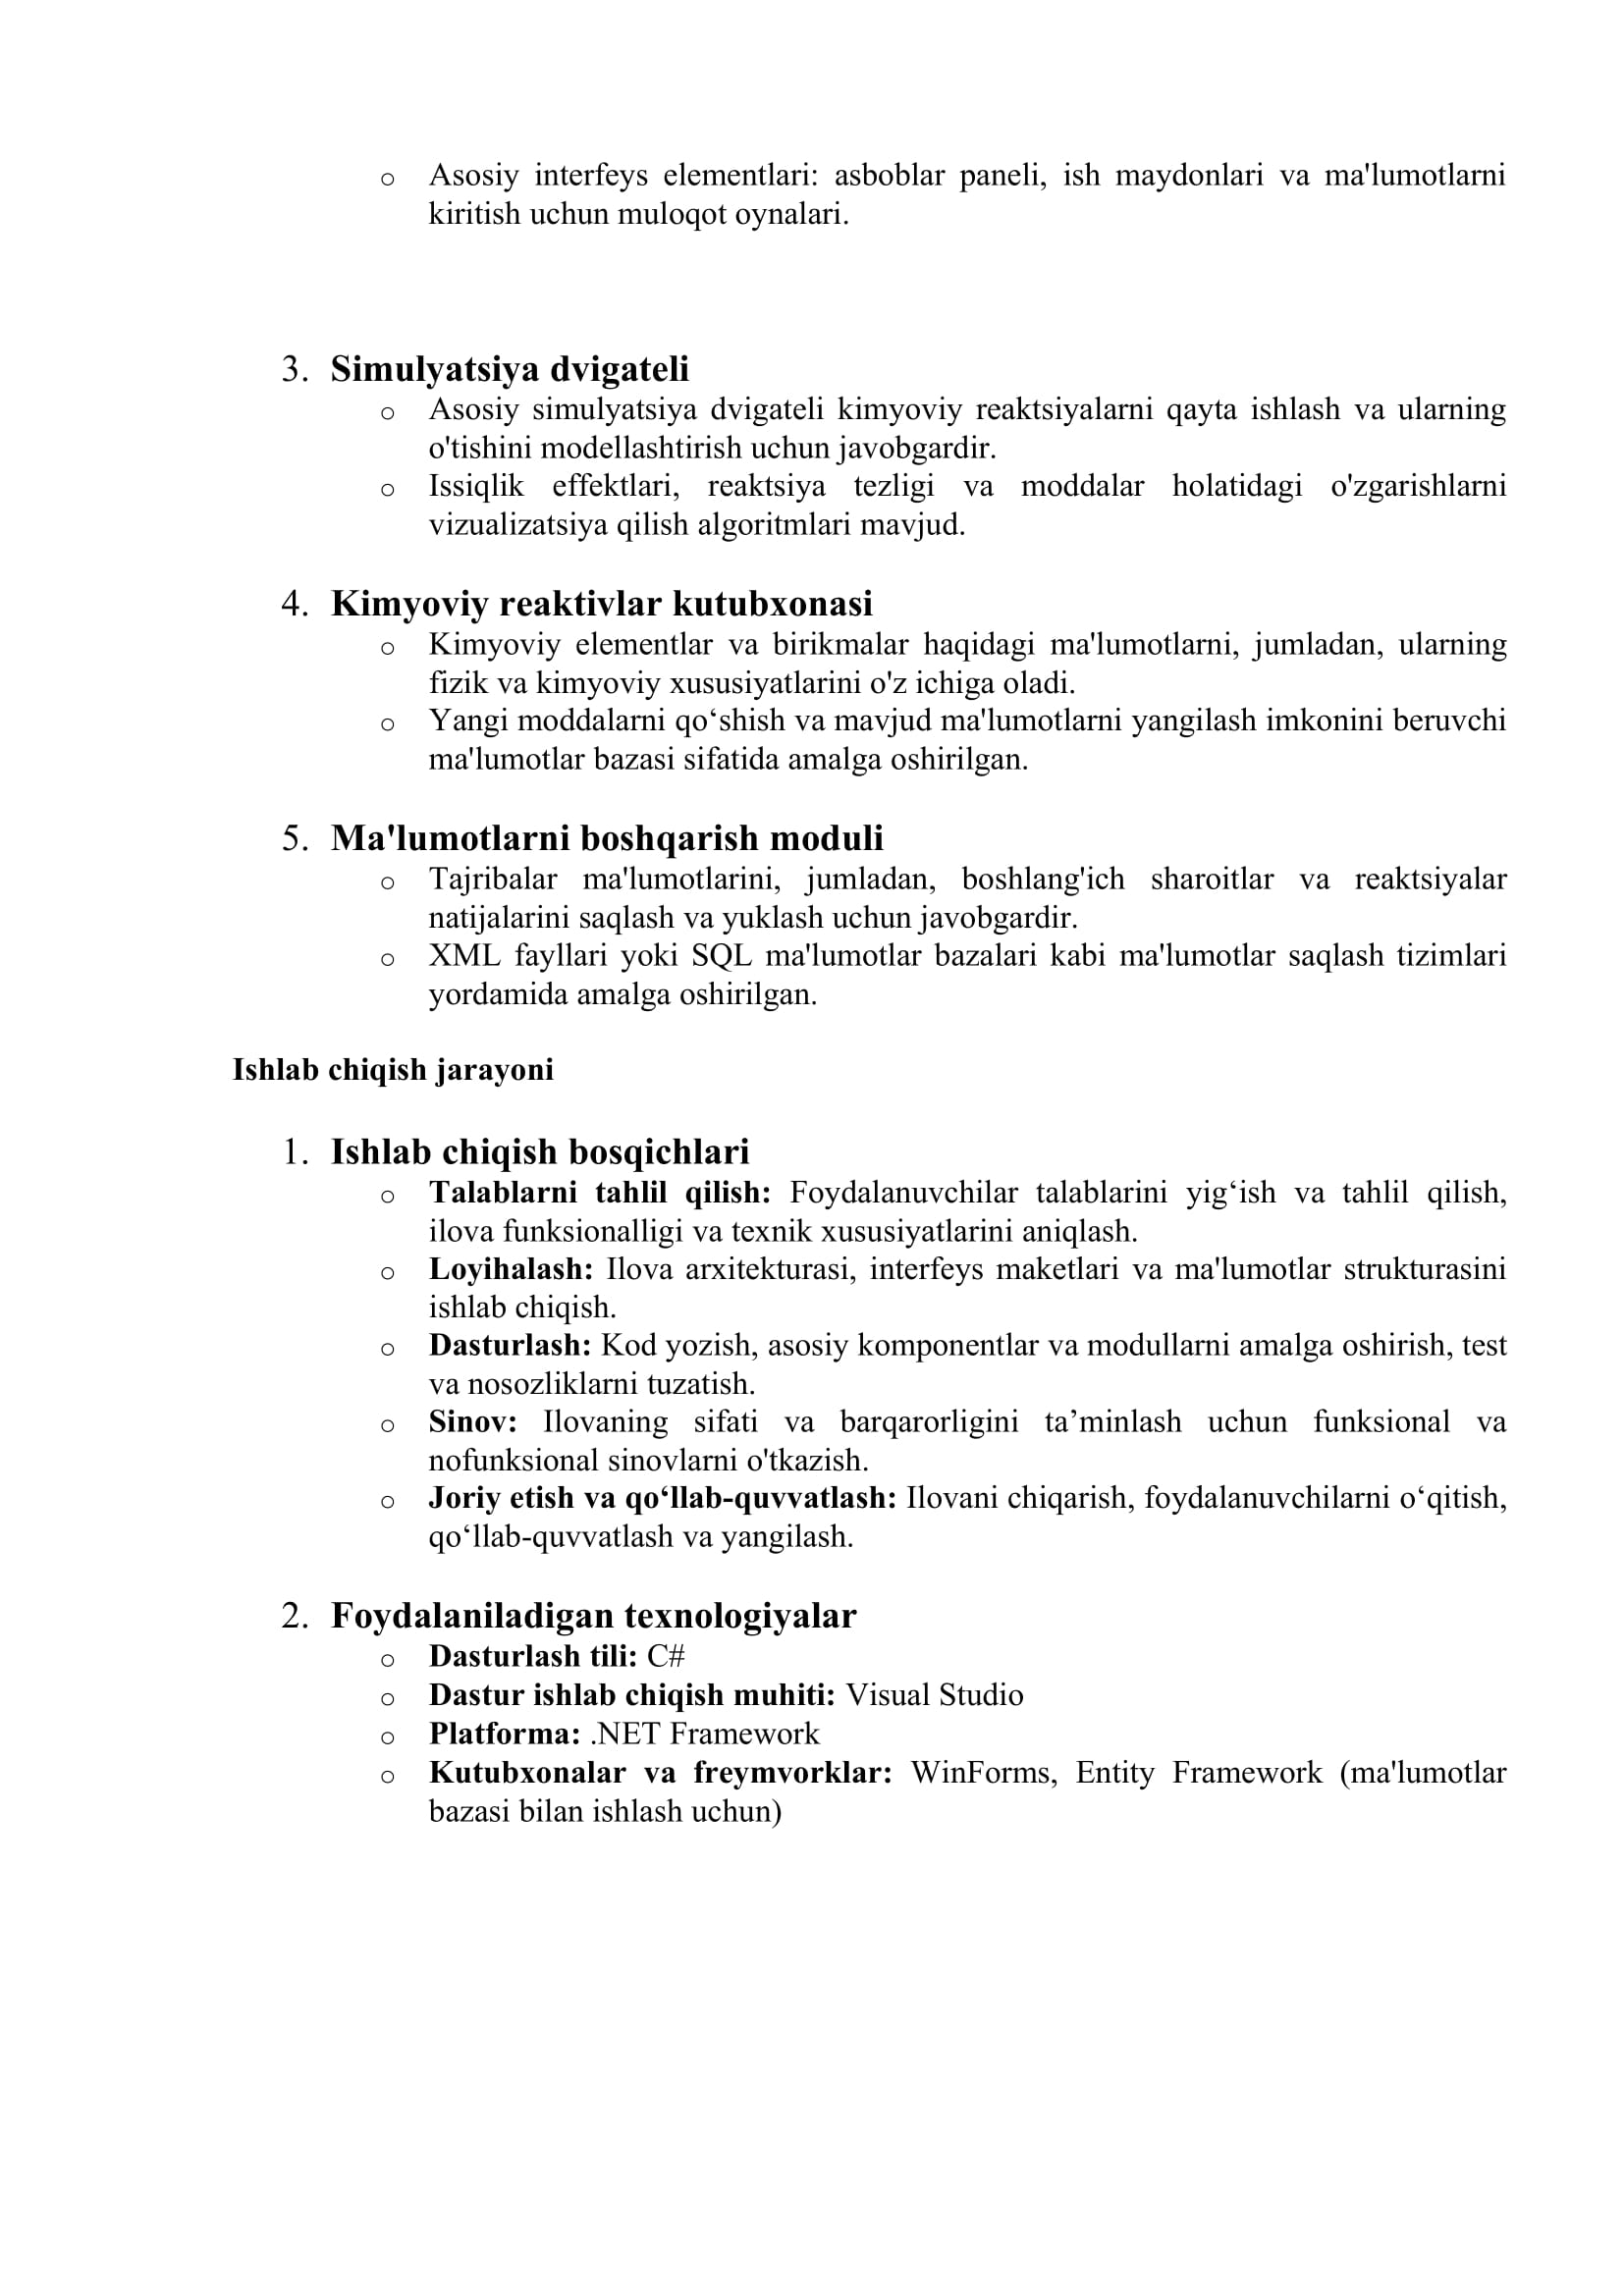 o Asosiy interfeys elementlari: asboblar paneli, ish maydonlari va ma'lumotlarni
kiritish uchun muloqot oynalari.
3. Simulyatsiya dvigateli
o Asosiy simulyatsiya dvigateli kimyoviy reaktsiyalarni qayta ishlash va ularning
o'tishini modellashtirish uchun javobgardir.
o Issiqlik effektlari, reaktsiya tezligi va moddalar holatidagi o'zgarishlarni
vizualizatsiya qilish algoritmlari mavjud.
4. Kimyoviy reaktivlar kutubxonasi
o Kimyoviy elementlar va birikmalar haqidagi ma'lumotlarni, jumladan, ularning
fizik va kimyoviy xususiyatlarini o'z ichiga oladi.
o Yangi moddalarni qo‘shish va mavjud ma'lumotlarni yangilash imkonini beruvchi
ma'lumotlar bazasi sifatida amalga oshirilgan.
5. Ma'lumotlarni boshqarish moduli
o Tajribalar ma'lumotlarini, jumladan, boshlang'ich sharoitlar va reaktsiyalar
natijalarini saqlash va yuklash uchun javobgardir.
o XML fayllari yoki SQL ma'lumotlar bazalari kabi ma'lumotlar saqlash tizimlari
yordamida amalga oshirilgan.
Ishlab chiqish jarayoni
1. Ishlab chiqish bosqichlari
o Talablarni tahlil qilish: Foydalanuvchilar talablarini yig‘ish va tahlil qilish,
ilova funksionalligi va texnik xususiyatlarini aniqlash.
o Loyihalash: Ilova arxitekturasi, interfeys maketlari va ma'lumotlar strukturasini
ishlab chiqish.
o Dasturlash: Kod yozish, asosiy komponentlar va modullarni amalga oshirish, test
va nosozliklarni tuzatish.
o Sinov: Ilovaning sifati va barqarorligini ta’minlash uchun funksional va
nofunksional sinovlarni o'tkazish.
o Joriy etish va qo‘llab-quvvatlash: Ilovani chiqarish, foydalanuvchilarni o‘qitish,
qo‘llab-quvvatlash va yangilash.
2. Foydalaniladigan texnologiyalar
o Dasturlash tili: C#
o Dastur ishlab chiqish muhiti: Visual Studio
o Platforma: .NET Framework
o Kutubxonalar va freymvorklar: WinForms, Entity Framework (ma'lumotlar
bazasi bilan ishlash uchun)